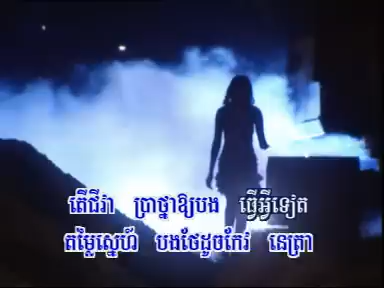 តើជីវ៉ា ប្រាថ្នាឱ្យបង ធ្វើអ្វីទៀត
តម្លៃស្នេហ៍ បងថែដូចកែវ នេត្រា